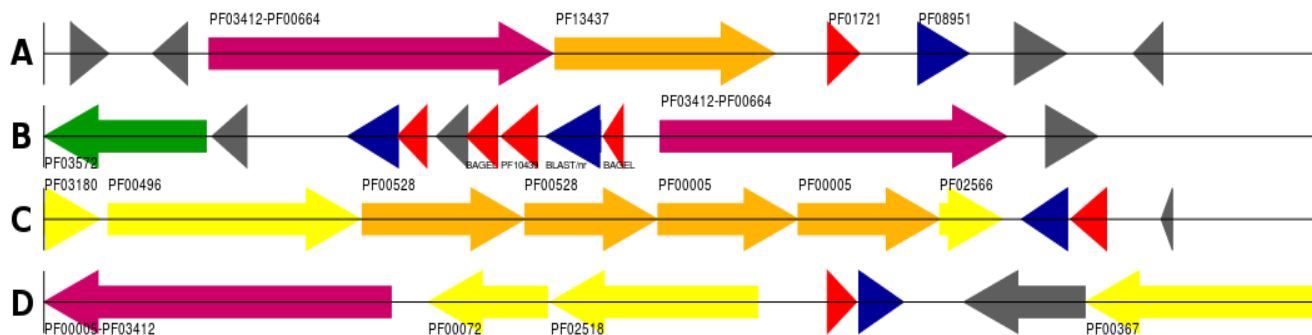 PF03412-PF00664 PF13437 PF01721 PF08951
A
PF03412-PF00664
B
PF03572 BAGEL PF10439 BLAST/nr BAGEL
PF03180 PF00496 PF00528 PF00528 PF00005 PF00005 PF02566
C
D
PF00005-PF03412 PF00072 PF02518 PF00367